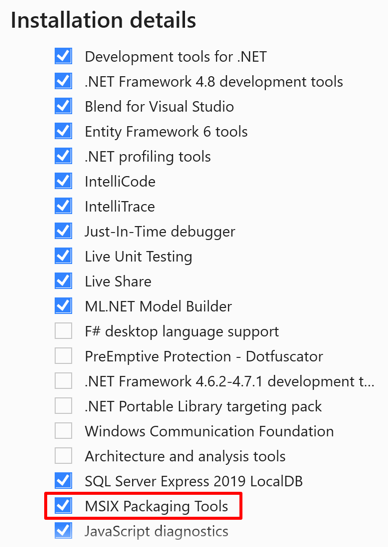 Installation details
Development tools for .NET
.NET Framework 4.8 development tools
Blend for Visual Studio
Entity Framework 6 tools
.NET profiling tools
IntelliCode
IntelliTrace
Just-In-Time debugger
Live Unit Testing
Live Share
ML.NET Model Builder
F# desktop language support
PreEmptive Protection - Dotfuscator
.NET Framework 4.6.2-4.7.1 development t...
.NET Portable Library targeting pack
Windows Communication Foundation
Architecture and analysis tools
SQL Server Express 2019 LocalDB
MSIX Packaging Tools
JavaScript diagnostics